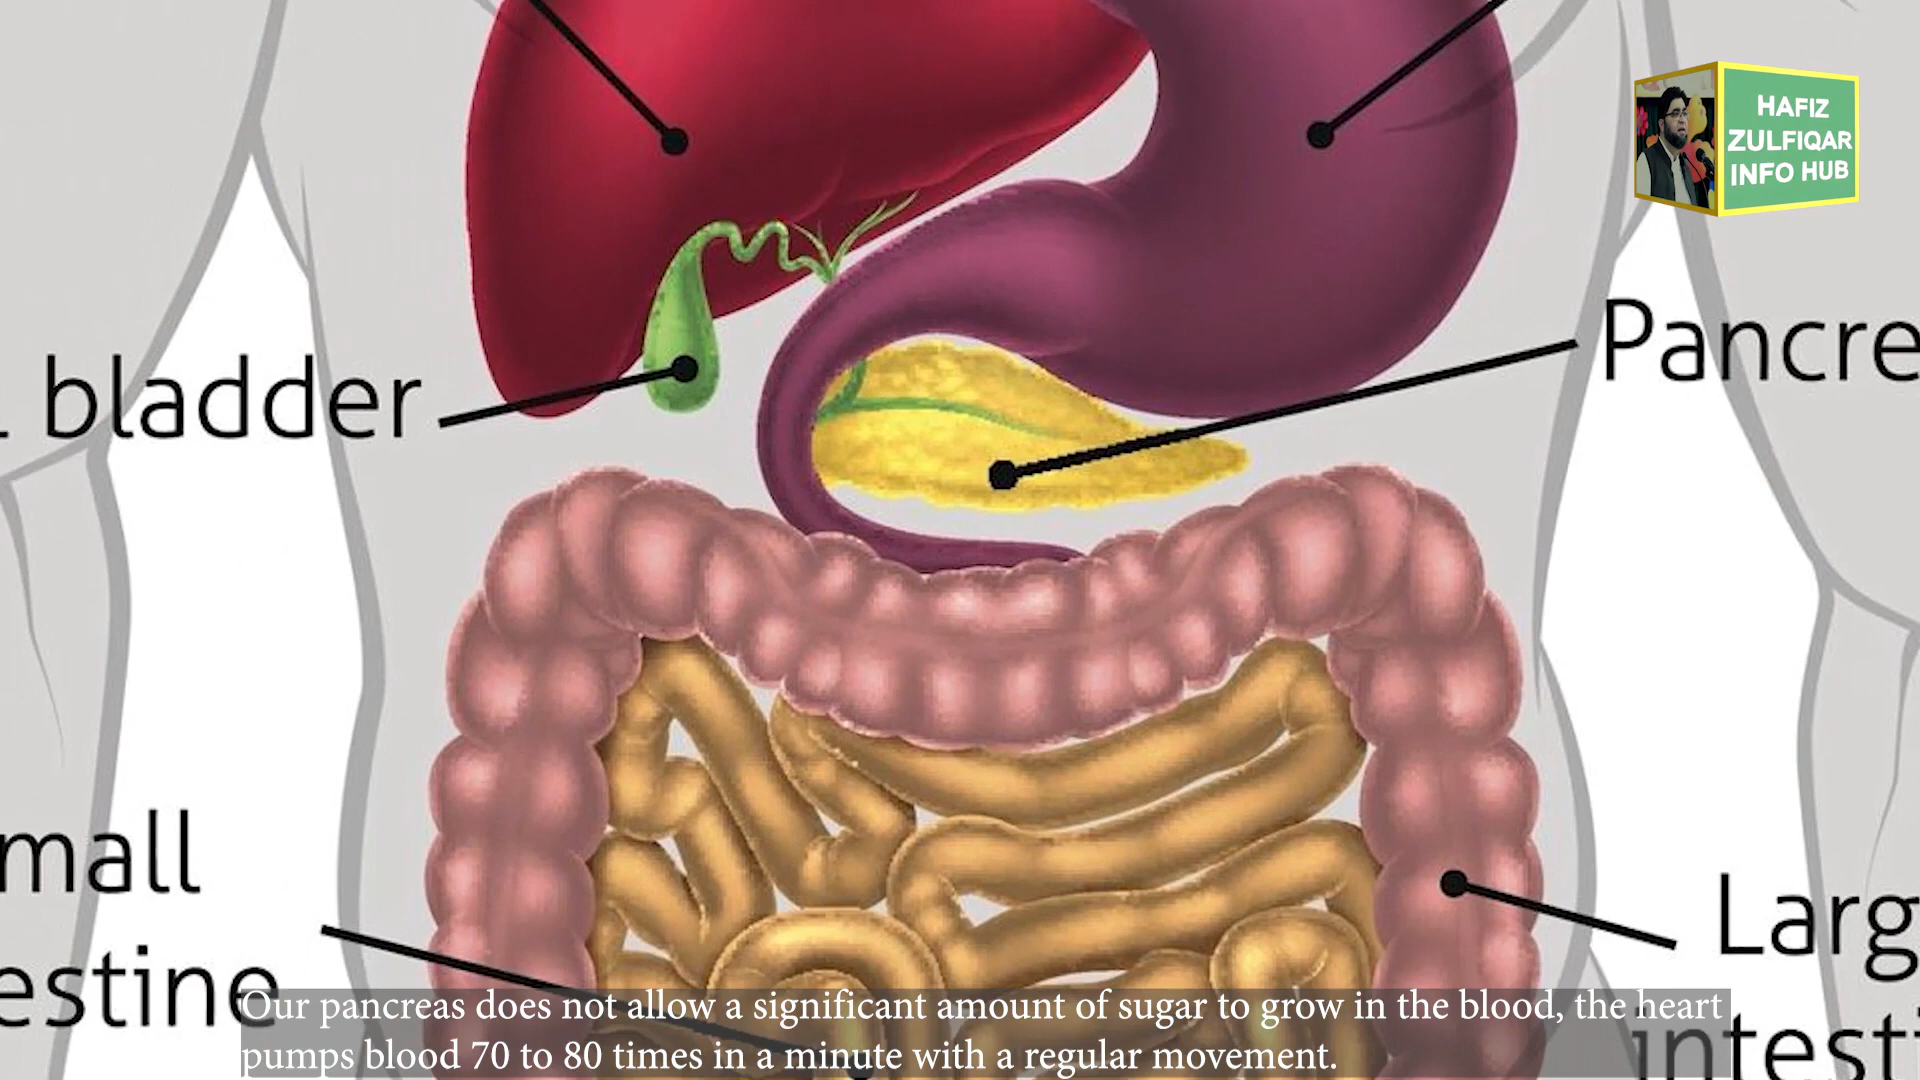 HAFIZ
ZULFIQAR
INFO HUB
Pancre
bladder
mall
Larg
estine
intesti
Our pancreas does not allow a significant amount of sugar to grow in the blood, the heart
pumps blood 70 to 80 times in a minute with a regular movement.